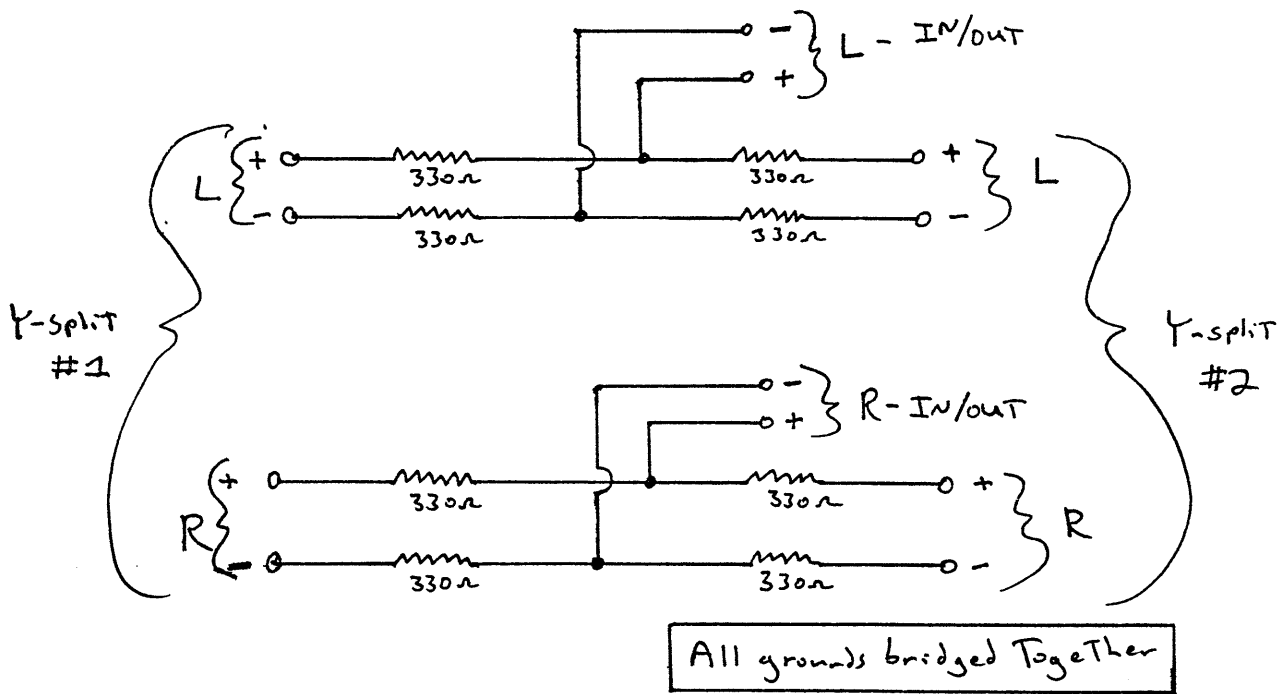 - } L - IN/OUT
+
+ 330Ω 330Ω +
L L
- 330Ω 330Ω -
Y-split
#1
Y-split
#2
- } R - IN/OUT
+
+ 330Ω 330Ω +
R R
- 330Ω 330Ω -
All grounds bridged Together